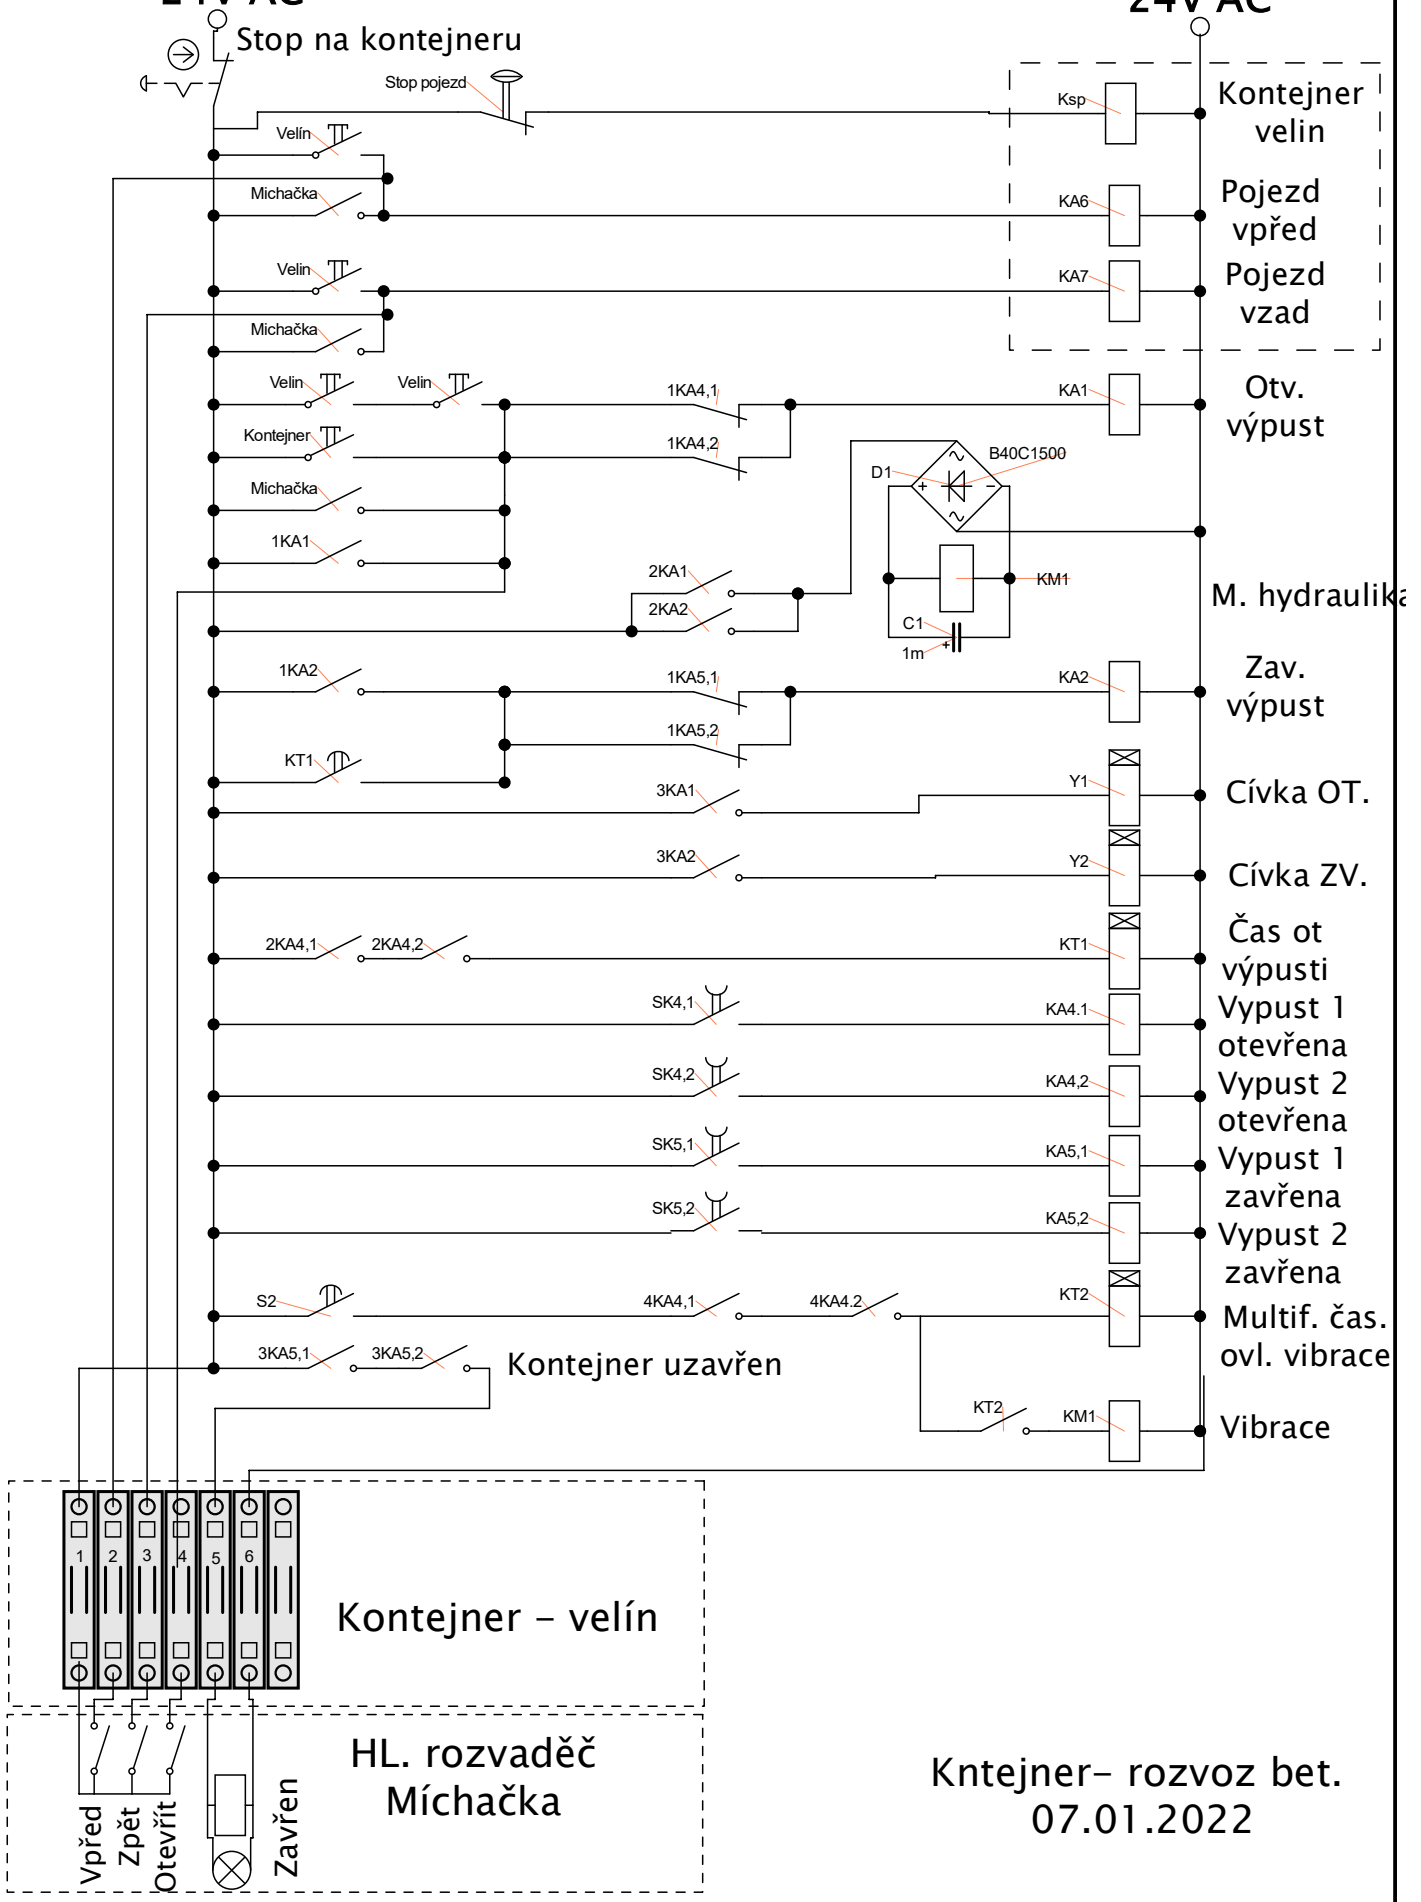 24V AC
24V AC
Stop na kontejneru
Stop pojezd
Ksp
Kontejner
velin
Velín
Michačka
KA6
Pojezd
vpřed
Velin
KA7
Pojezd
vzad
Michačka
Velin
Velin
1KA4,1
KA1
Otv.
výpust
Kontejner
1KA4,2
B40C1500
D1
Michačka
1KA1
2KA1
KM1
2KA2
M. hydraulika
C1
1m
1KA2
1KA5,1
KA2
Zav.
výpust
1KA5,2
KT1
3KA1
Y1
Cívka OT.
3KA2
Y2
Cívka ZV.
2KA4,1
2KA4,2
KT1
Čas ot
výpusti
SK4,1
KA4.1
Vypust 1
otevřena
SK4,2
KA4,2
Vypust 2
otevřena
SK5,1
KA5,1
Vypust 1
zavřena
SK5,2
KA5,2
Vypust 2
zavřena
S2
4KA4,1
4KA4.2
KT2
Multif. čas.
ovl. vibrace
3KA5,1
3KA5,2
Kontejner uzavřen
KT2
KM1
Vibrace
1 2 3 4 5 6
Kontejner – velín
HL. rozvaděč
Míchačka
Vpřed
Zpět
Otevřít
Zavřen
Kntejner– rozvoz bet.
07.01.2022